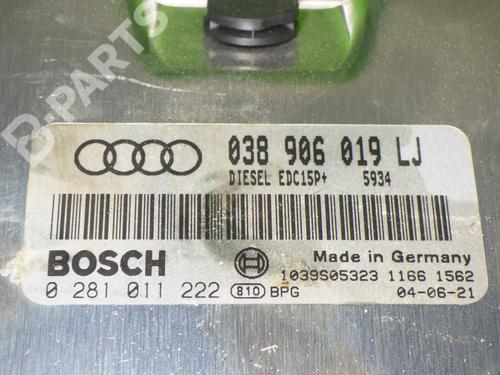 B-PARTS
038 906 019 LJ
DIESEL EDC15P+ 5934
BOSCH
Made in Germany
1039S05323 1166 1562
0 281 011 222 810 BPG 04-06-21